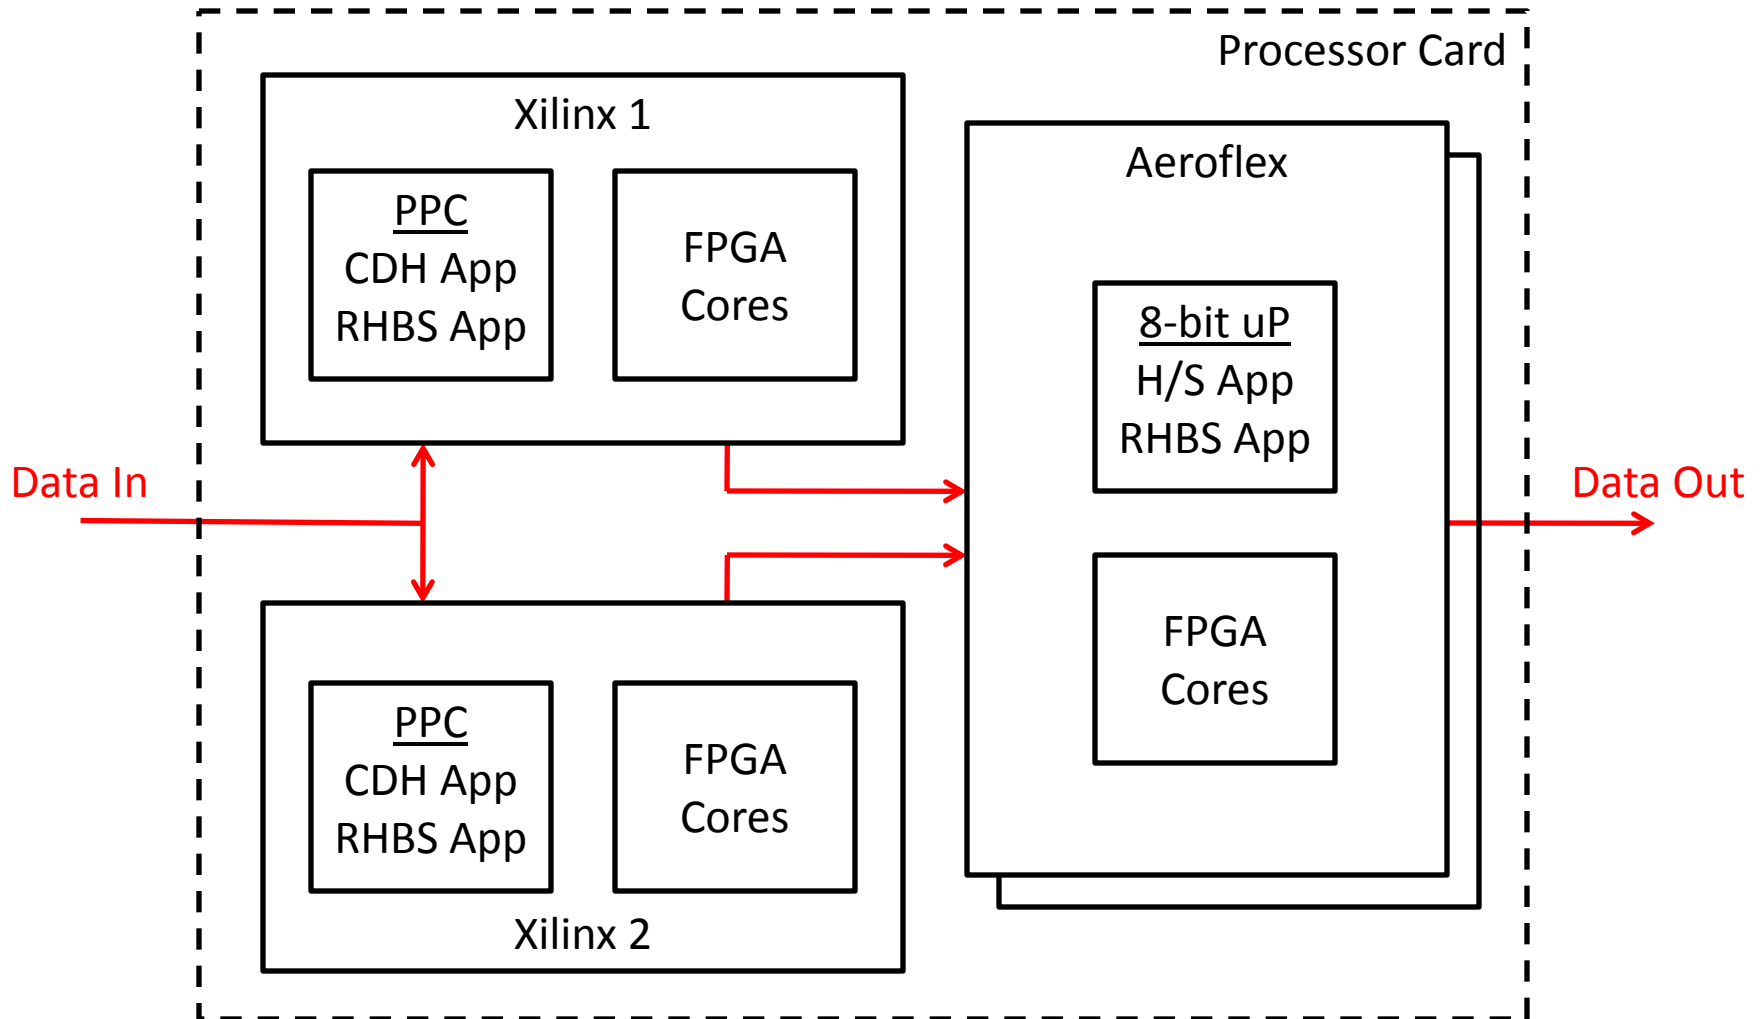 Processor Card
Xilinx 1
PPC
CDH App
RHBS App
FPGA
Cores
Aeroflex
8-bit uP
H/S App
RHBS App
FPGA
Cores
Data In
Data Out
PPC
CDH App
RHBS App
FPGA
Cores
Xilinx 2